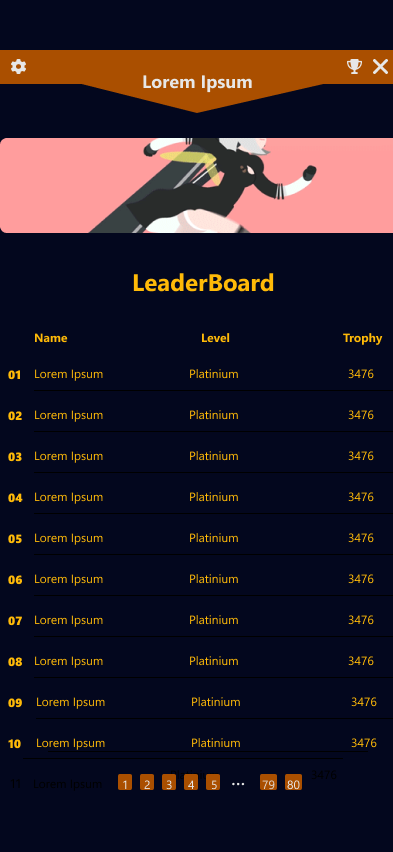 Lorem Ipsum
LeaderBoard
Name Level Trophy
01 Lorem Ipsum Platinium 3476
02 Lorem Ipsum Platinium 3476
03 Lorem Ipsum Platinium 3476
04 Lorem Ipsum Platinium 3476
05 Lorem Ipsum Platinium 3476
06 Lorem Ipsum Platinium 3476
07 Lorem Ipsum Platinium 3476
08 Lorem Ipsum Platinium 3476
09 Lorem Ipsum Platinium 3476
10 Lorem Ipsum Platinium 3476
11 Lorem Ipsum 3476
1 2 3 4 5 ... 79 80